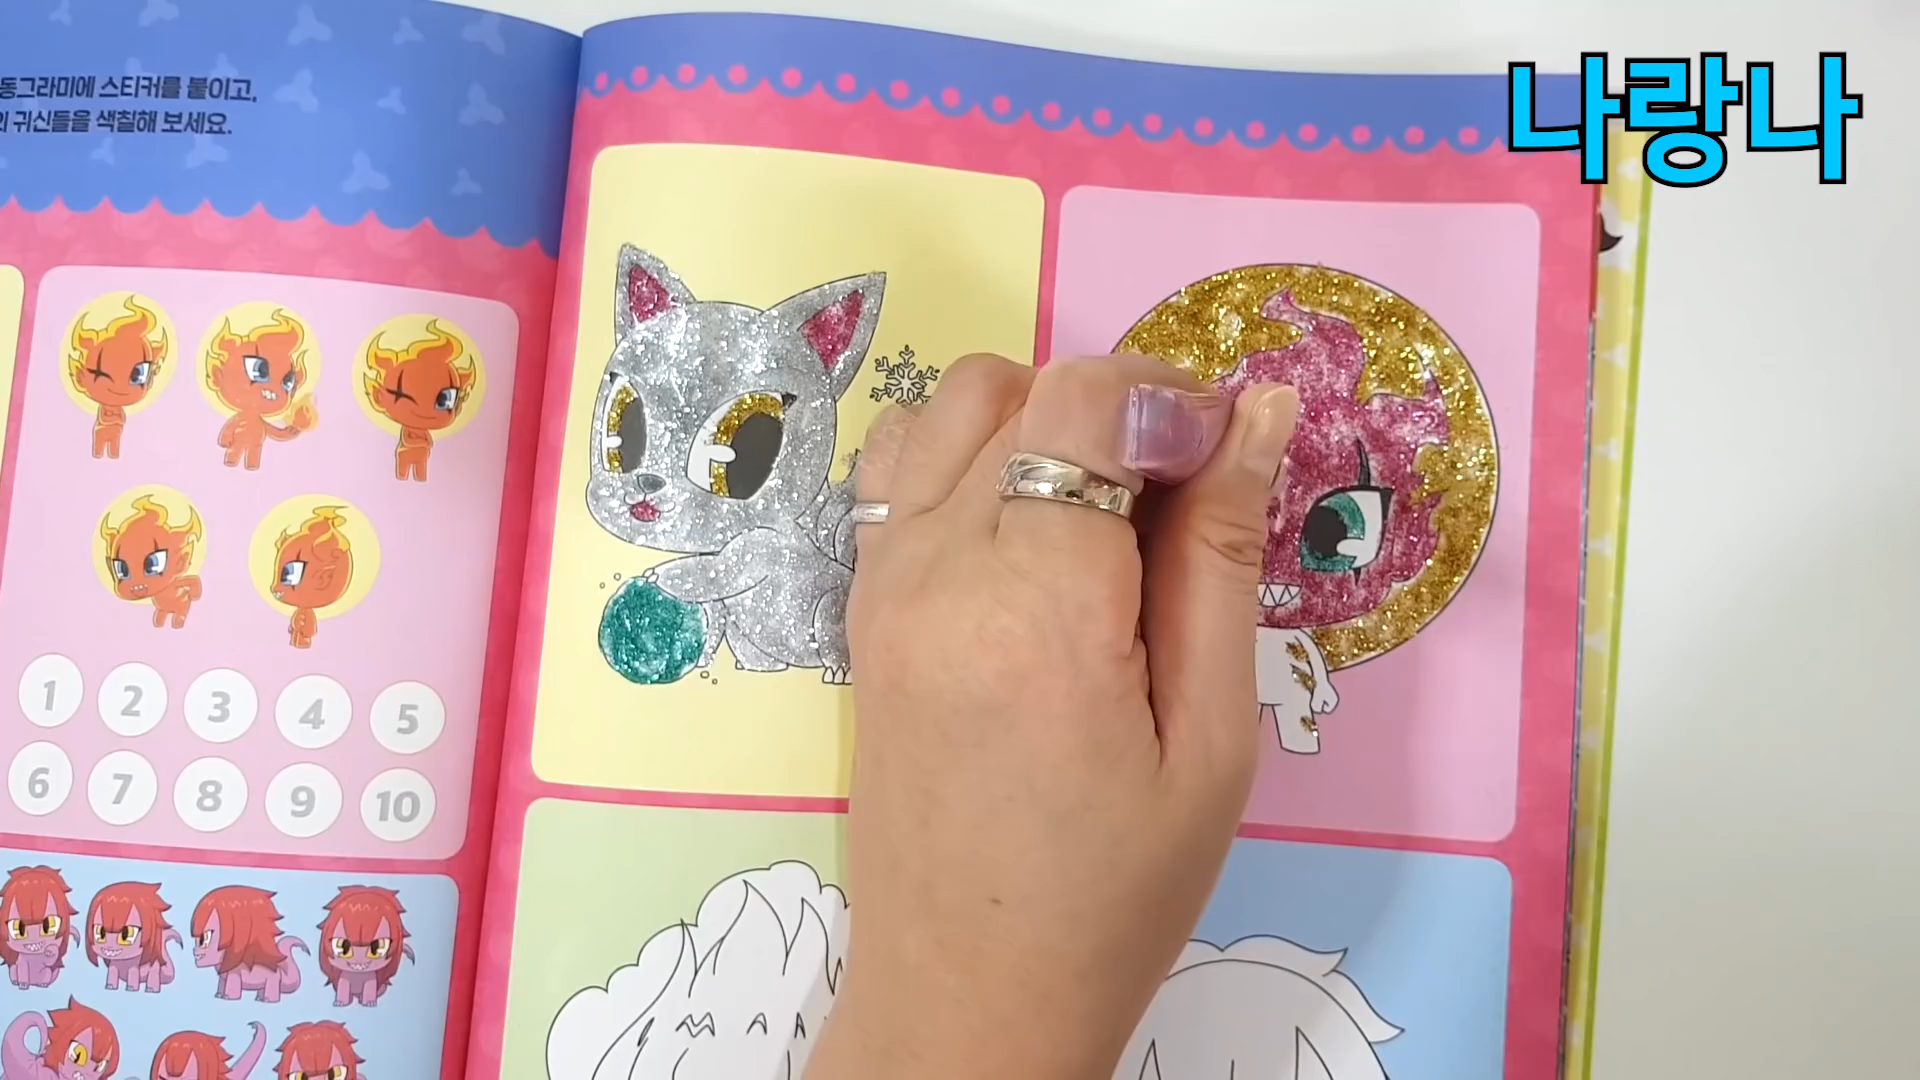 동그라미에 스티커를 붙이고,
귀신들을 색칠해 보세요.
나랑나
1 2 3 4 5
6 7 8 9 10